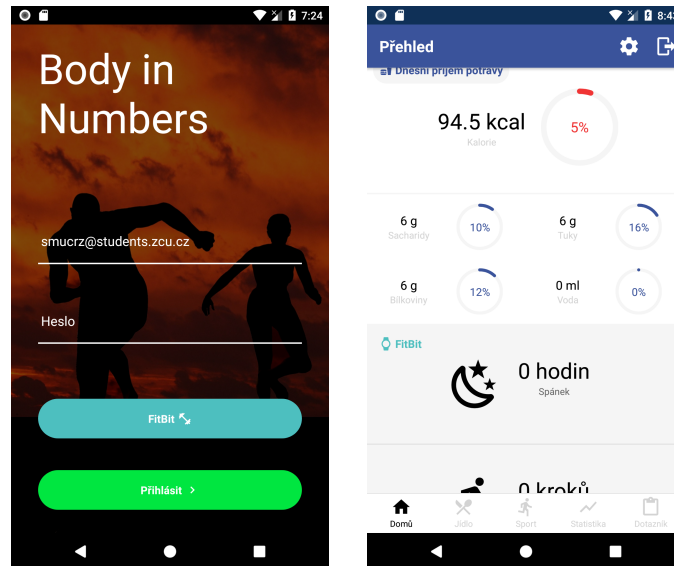 7:24
Body in
Numbers
smucrz@students.zcu.cz
Heslo
FitBit
Přihlásit
8:43
Přehled
Dnešní příjem potravy
94.5 kcal
Kalorie
5%
6 g
Sacharidy
10%
6 g
Tuky
16%
6 g
Bílkoviny
12%
0 ml
Voda
0%
FitBit
0 hodin
Spánek
0 kroků
Domů
Jídlo
Sport
Statistika
Dotazník